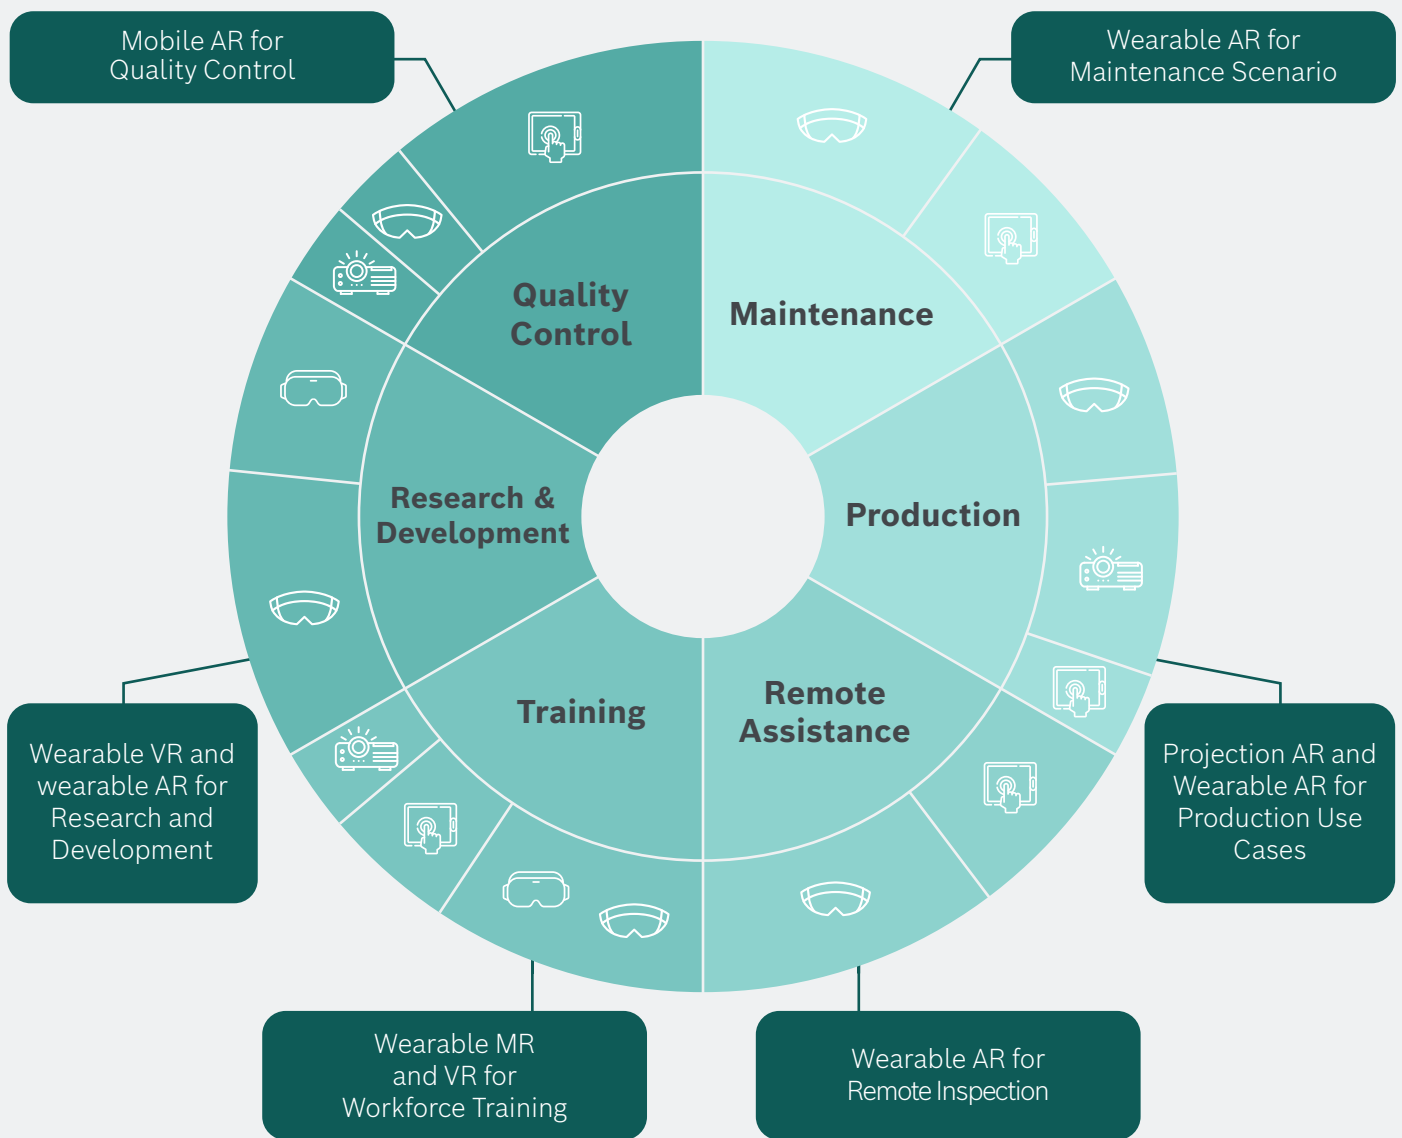 Mobile AR for
Quality Control
Wearable AR for
Maintenance Scenario
Quality
Control
Maintenance
Research &
Development
Production
Training
Remote
Assistance
Wearable VR and
wearable AR for
Research and
Development
Projection AR and
Wearable AR for
Production Use
Cases
Wearable MR
and VR for
Workforce Training
Wearable AR for
Remote Inspection